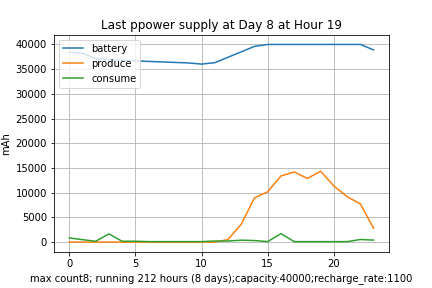 Last ppower supply at Day 8 at Hour 19
40000
35000
30000
25000
20000
15000
10000
5000
0
mAh
battery
produce
consume
0 5 10 15 20
max count8; running 212 hours (8 days);capacity:40000;recharge_rate:1100